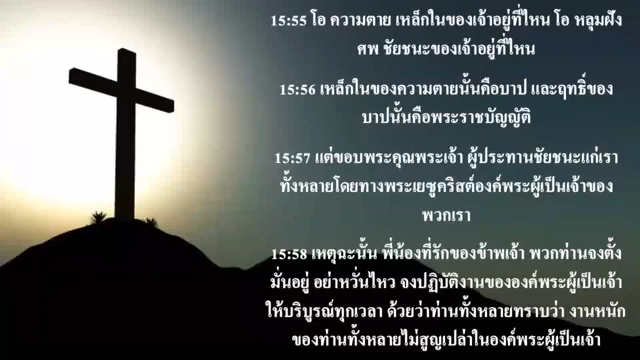 15:55 โอ ความตาย เหล็กในของเจ้าอยู่ที่ไหน โอ หลุมฝัง
ศพ ชัยชนะของเจ้าอยู่ที่ไหน
15:56 เหล็กในของความตายนั้นคือบาป และฤทธิ์ของ
บาปนั้นคือพระราชบัญญัติ
15:57 แต่ขอบพระคุณพระเจ้า ผู้ประทานชัยชนะแก่เรา
ทั้งหลายโดยทางพระเยซูคริสต์องค์พระผู้เป็นเจ้าของ
พวกเรา
15:58 เหตุฉะนั้น พี่น้องที่รักของข้าพเจ้า พวกท่านจงตั้ง
มั่นอยู่ อย่าหวั่นไหว จงปฏิบัติงานขององค์พระผู้เป็นเจ้า
ให้บริบูรณ์ทุกเวลา ด้วยว่าท่านทั้งหลายทราบว่า งานหนัก
ของท่านทั้งหลายไม่สูญเปล่าในองค์พระผู้เป็นเจ้า